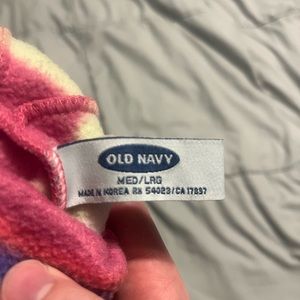 OLD NAVY
MED/LRG
MADE IN KOREA RN 54023/CA 17897